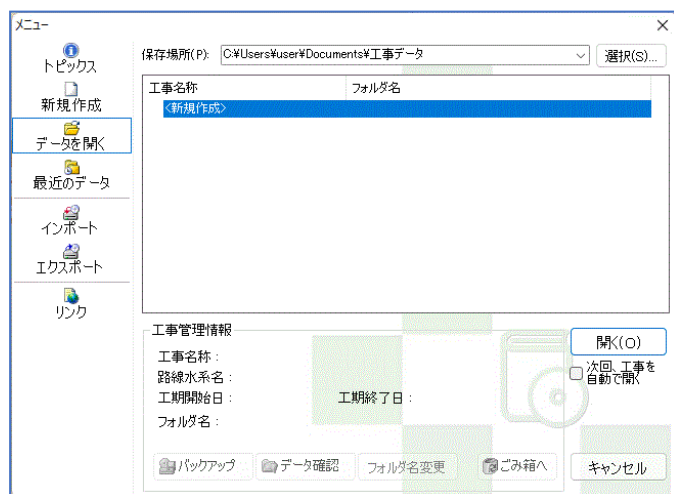 メニュー
トピックス
新規作成
データを開く
最近のデータ
インポート
エクスポート
リンク
保存場所(P): C:¥Users¥user¥Documents¥工事データ 選択(S)...
工事名称 フォルダ名
<新規作成>
工事管理情報
工事名称 :
路線水系名 :
工期開始日 : 工期終了日 :
フォルダ名 :
開く(O)
次回、工事を
自動で開く
バックアップ データ確認 フォルダ名変更 ごみ箱へ キャンセル